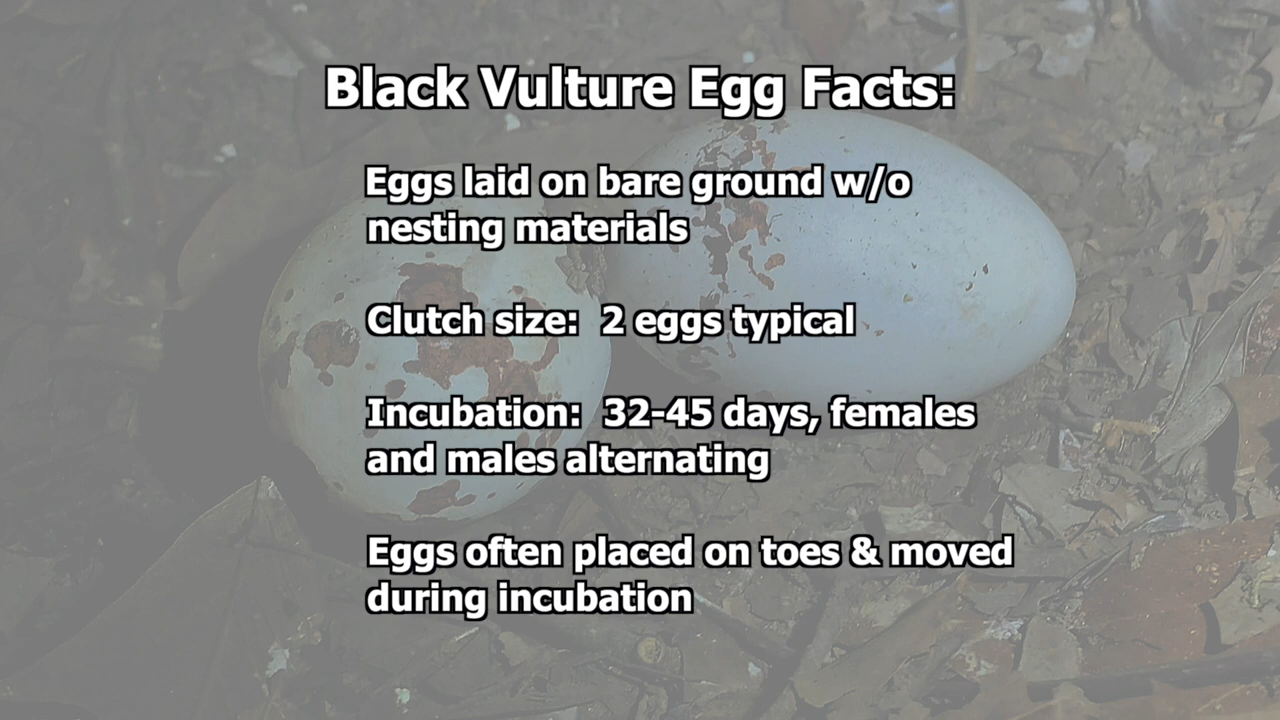 Black Vulture Egg Facts:
Eggs laid on bare ground w/o
nesting materials
Clutch size:  2 eggs typical
Incubation:  32-45 days, females
and males alternating
Eggs often placed on toes & moved
during incubation